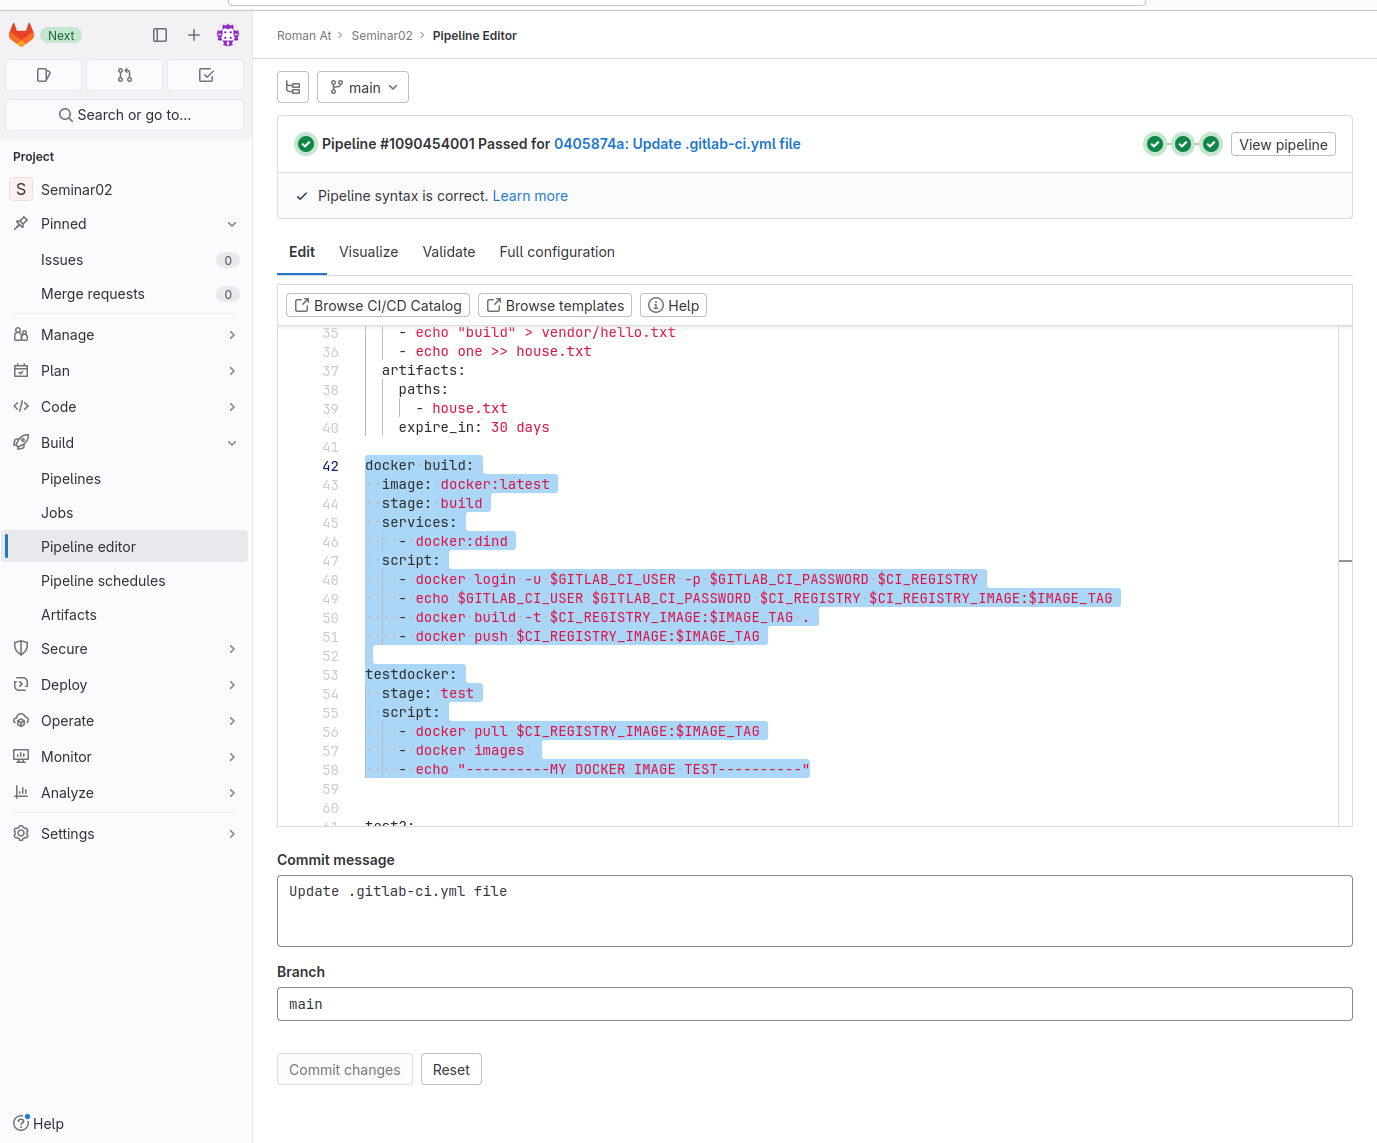 Next
Search or go to...
Project
S Seminar02
Pinned
Issues 0
Merge requests 0
Manage
Plan
Code
Build
Pipelines
Jobs
Pipeline editor
Pipeline schedules
Artifacts
Secure
Deploy
Operate
Monitor
Analyze
Settings
Help
Roman At › Seminar02 › Pipeline Editor
main
Pipeline #1090454001 Passed for 0405874a: Update .gitlab-ci.yml file
View pipeline
Pipeline syntax is correct. Learn more
Edit Visualize Validate Full configuration
Browse CI/CD Catalog Browse templates Help
35 - echo "build" > vendor/hello.txt
36 - echo one >> house.txt
37 artifacts:
38 paths:
39 - house.txt
40 expire_in: 30 days
41
42 docker build:
43 image: docker:latest
44 stage: build
45 services:
46 - docker:dind
47 script:
48 - docker login -u $GITLAB_CI_USER -p $GITLAB_CI_PASSWORD $CI_REGISTRY
49 - echo $GITLAB_CI_USER $GITLAB_CI_PASSWORD $CI_REGISTRY $CI_REGISTRY_IMAGE:$IMAGE_TAG
50 - docker build -t $CI_REGISTRY_IMAGE:$IMAGE_TAG .
51 - docker push $CI_REGISTRY_IMAGE:$IMAGE_TAG
52
53 testdocker:
54 stage: test
55 script:
56 - docker pull $CI_REGISTRY_IMAGE:$IMAGE_TAG
57 - docker images
58 - echo "----------MY DOCKER IMAGE TEST----------"
59
60
61 test2:
Commit message
Update .gitlab-ci.yml file
Branch
main
Commit changes Reset